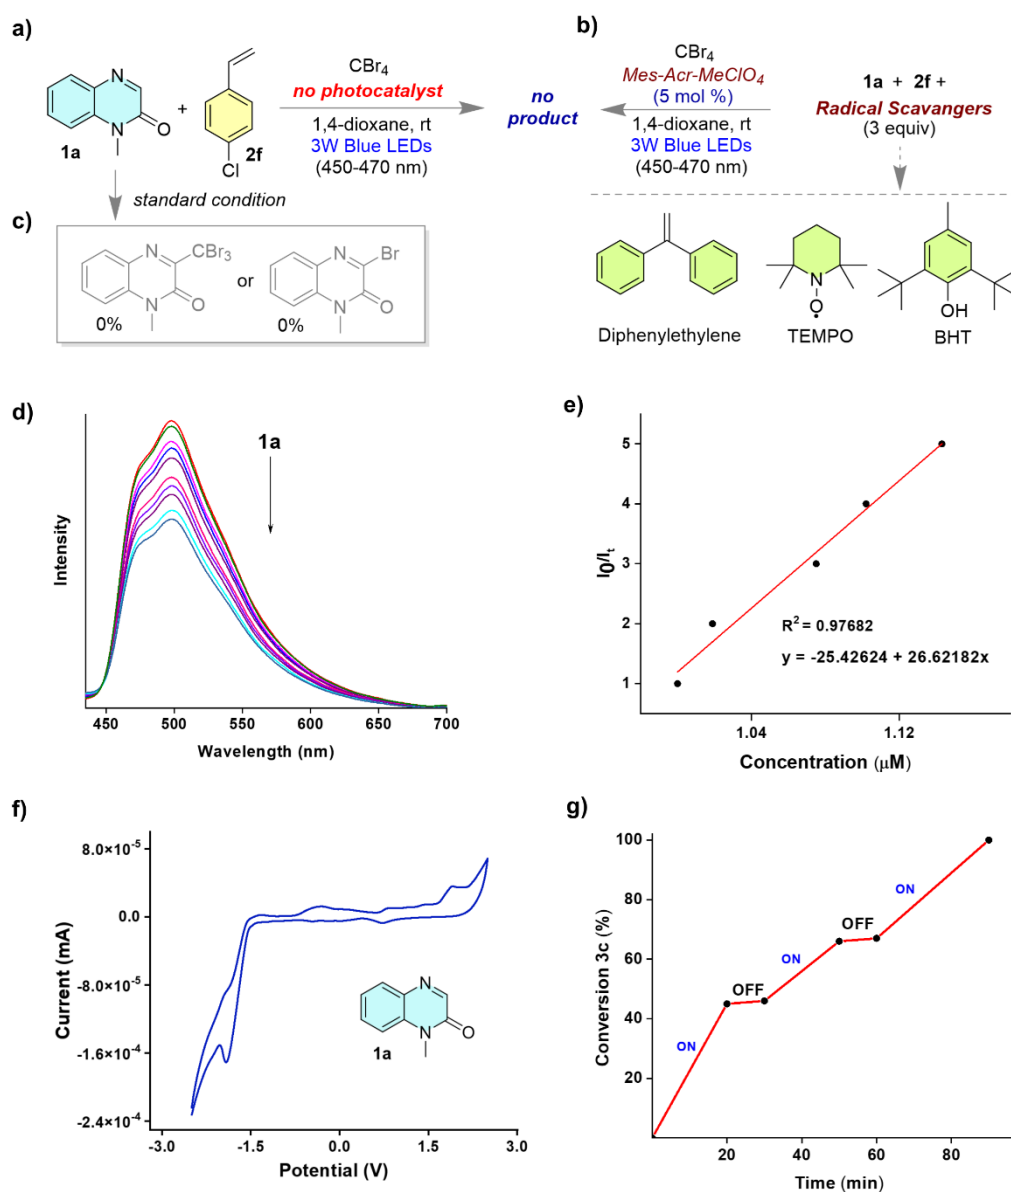 a)
CBr4
no photocatalyst
1,4-dioxane, rt
3W Blue LEDs
(450-470 nm)
N
N
O
1a
+
Cl
2f
no
product
b)
CBr4
Mes-Acr-MeClO4
(5 mol %)
1,4-dioxane, rt
3W Blue LEDs
(450-470 nm)
1a + 2f +
Radical Scavangers
(3 equiv)
standard condition
c)
N
CBr3
N
O
0%
or
N
Br
N
O
0%
Diphenylethylene
N
O
•
TEMPO
OH
BHT
d)
1a
Intensity
450 500 550 600 650 700
Wavelength (nm)
e)
I0/It
5
4
3
2
1
R2 = 0.97682
y = -25.42624 + 26.62182x
1.04 1.12
Concentration (μM)
f)
Current (mA)
8.0×10-5
0.0
-8.0×10-5
-1.6×10-4
-2.4×10-4
N
N
O
1a
-3.0 -1.5 0.0 1.5 3.0
Potential (V)
g)
Conversion 3c (%)
100
80
60
40
20
ON
OFF
ON
OFF
ON
20 40 60 80
Time (min)